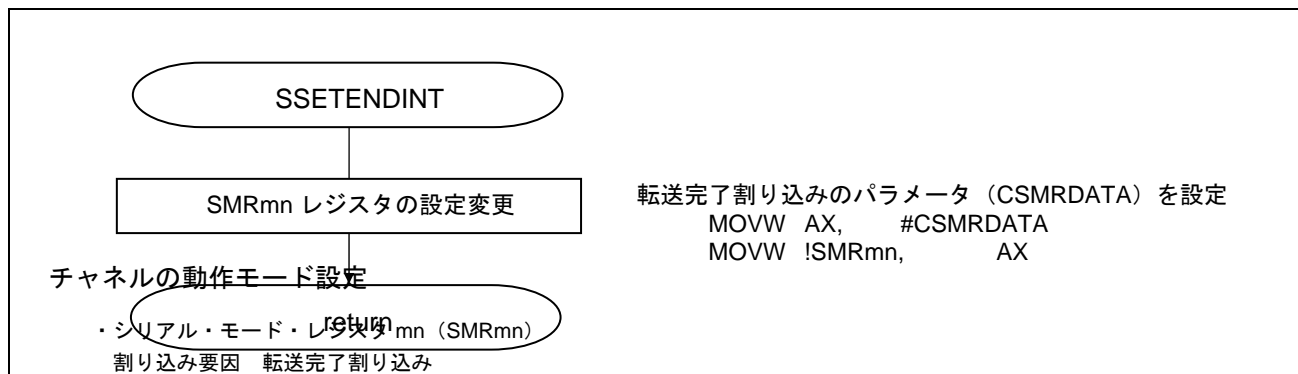 SSETENDINT
SMRmn レジスタの設定変更
転送完了割り込みのパラメータ（CSMRDATA）を設定
MOVW AX, #CSMRDATA
MOVW !SMRmn, AX
チャネルの動作モード設定
return
・シリアル・モード・レジスタ mn（SMRmn）
割り込み要因　転送完了割り込み